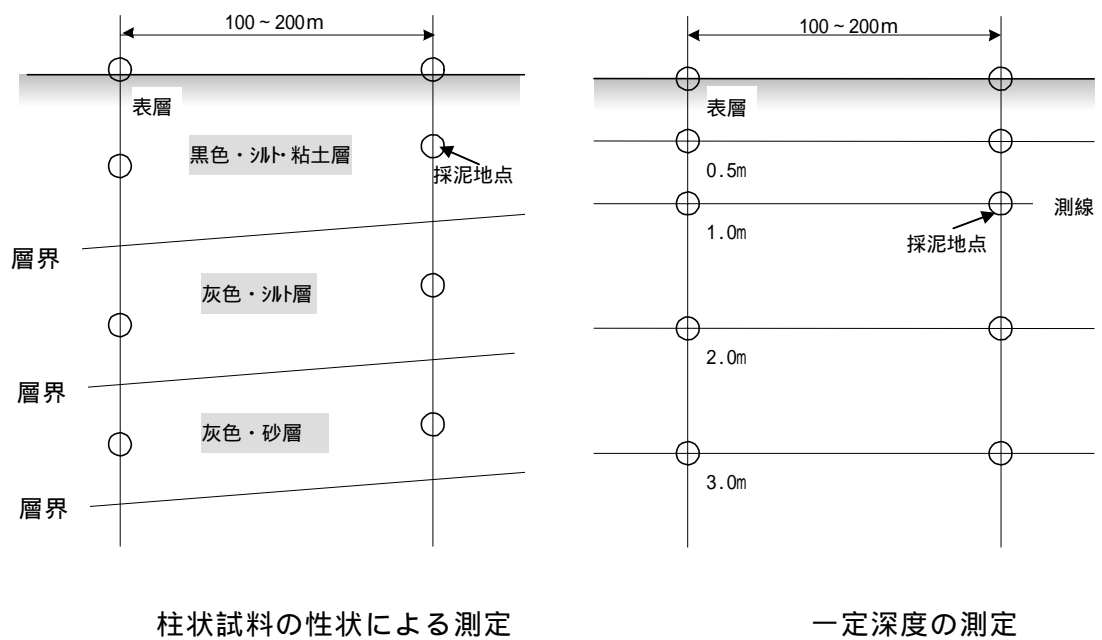 100~200m
表層
黒色・ｼﾙﾄ・粘土層
採泥地点
層界
灰色・ｼﾙﾄ層
層界
灰色・砂層
層界
柱状試料の性状による測定
100~200m
表層
0.5m
測線
1.0m
採泥地点
2.0m
3.0m
一定深度の測定